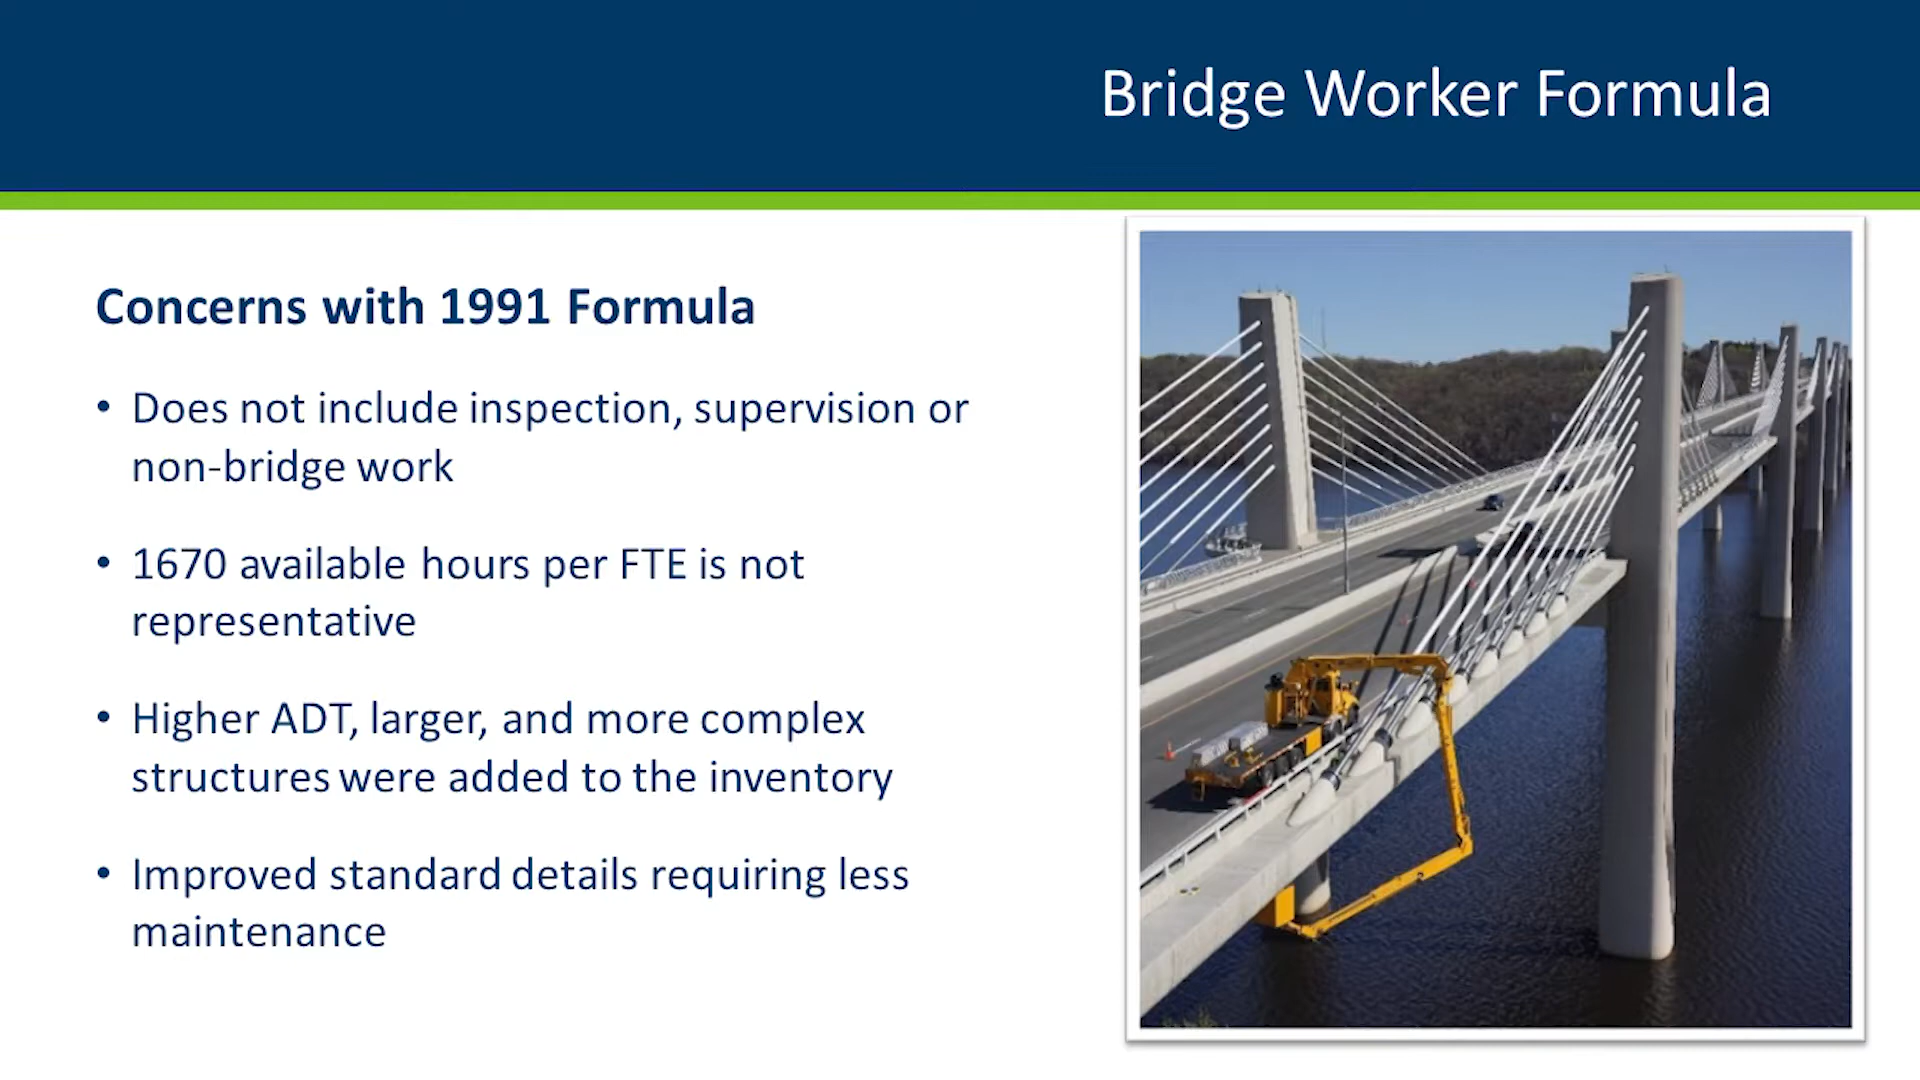 Bridge Worker Formula
Concerns with 1991 Formula
• Does not include inspection, supervision or
non-bridge work
• 1670 available hours per FTE is not
representative
• Higher ADT, larger, and more complex
structures were added to the inventory
• Improved standard details requiring less
maintenance